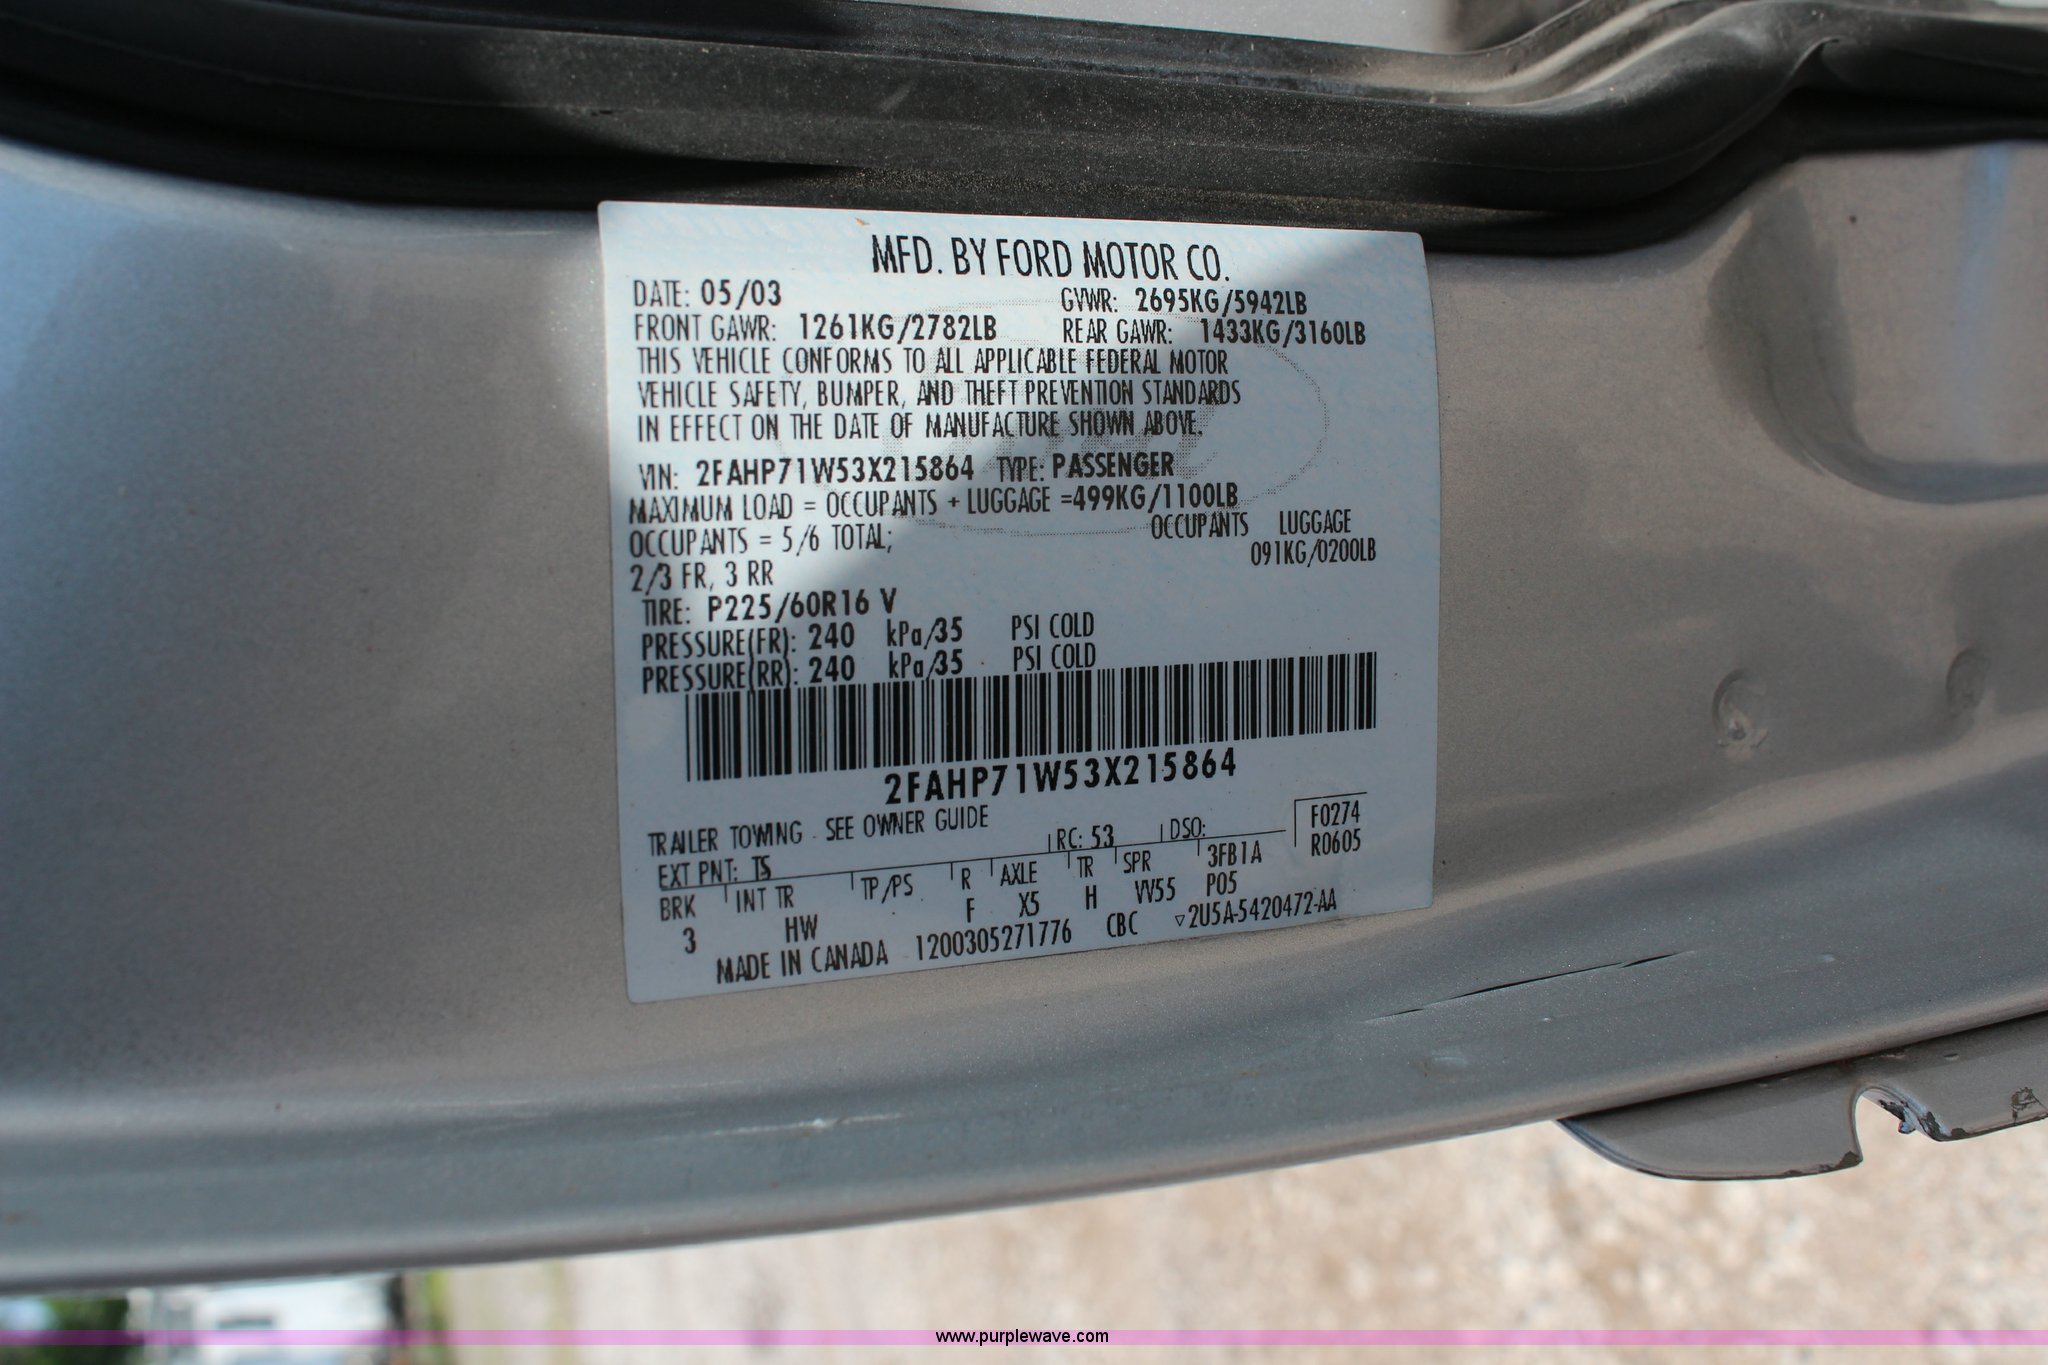 MFD. BY FORD MOTOR CO.
DATE: 05/03 GVWR: 2695KG/5942LB
FRONT GAWR: 1261KG/2782LB REAR GAWR: 1433KG/3160LB
THIS VEHICLE CONFORMS TO ALL APPLICABLE FEDERAL MOTOR
VEHICLE SAFETY, BUMPER, AND THEFT PREVENTION STANDARDS
IN EFFECT ON THE DATE OF MANUFACTURE SHOWN ABOVE.
VIN: 2FAHP71W53X215864 TYPE: PASSENGER
MAXIMUM LOAD = OCCUPANTS + LUGGAGE =499KG/1100LB
OCCUPANTS = 5/6 TOTAL; OCCUPANTS LUGGAGE
2/3 FR, 3 RR 091KG/0200LB
TIRE: P225/60R16 V
PRESSURE(FR): 240 kPa/35 PSI COLD
PRESSURE(RR): 240 kPa/35 PSI COLD
2FAHP71W53X215864
TRAILER TOWING - SEE OWNER GUIDE
EXT PNT: TS RC: 53 DSO: F0274
BRK INT TR TP/PS R AXLE TR SPR 3FB1A R0605
3 HW F X5 H VV55 P05
MADE IN CANADA 1200305271776 CBC ▽2U5A-5420472-AA
www.purplewave.com